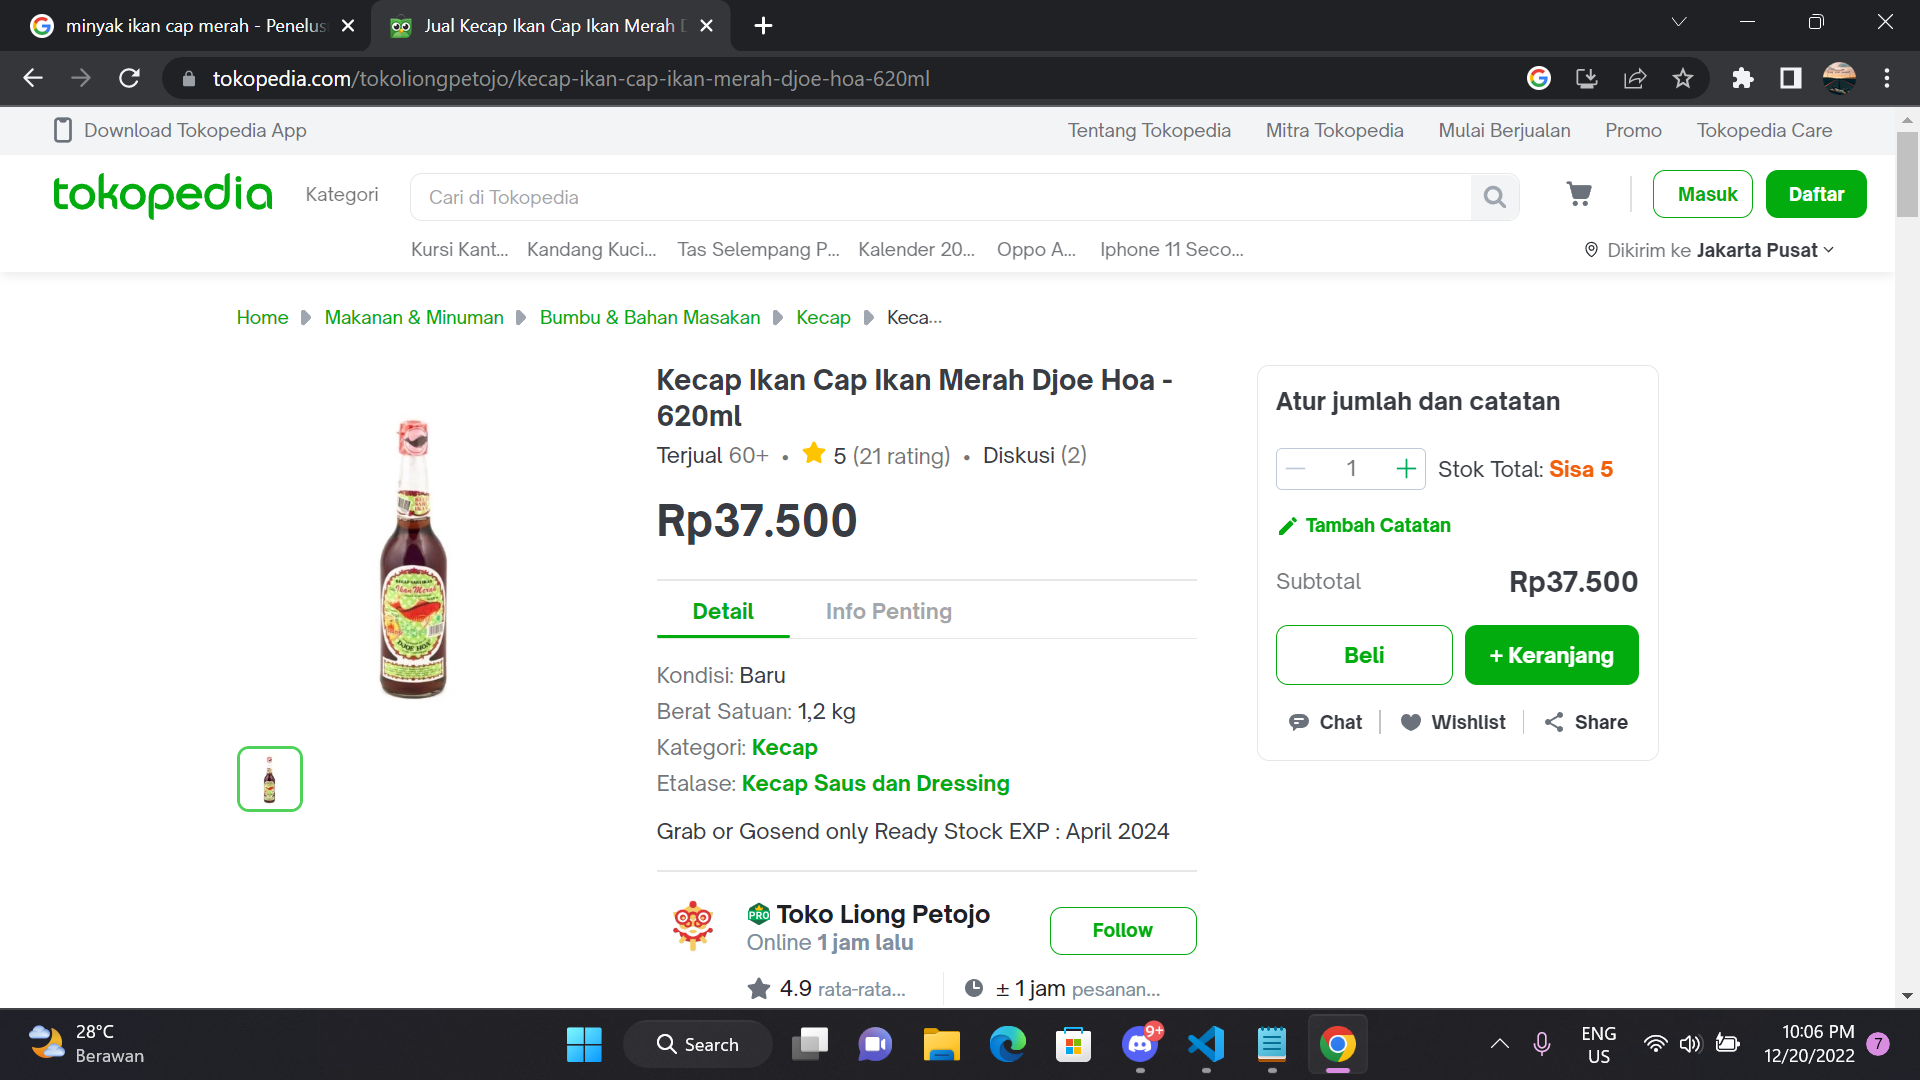 minyak ikan cap merah - Penelus
Jual Kecap Ikan Cap Ikan Merah D
tokopedia.com/tokoliongpetojo/kecap-ikan-cap-ikan-merah-djoe-hoa-620ml
Download Tokopedia App
Tentang Tokopedia Mitra Tokopedia Mulai Berjualan Promo Tokopedia Care
tokopedia Kategori Cari di Tokopedia Masuk Daftar
Kursi Kant... Kandang Kuci... Tas Selempang P... Kalender 20... Oppo A... Iphone 11 Seco... Dikirim ke Jakarta Pusat
Home Makanan & Minuman Bumbu & Bahan Masakan Kecap Keca...
Kecap Ikan Cap Ikan Merah Djoe Hoa -
620ml
Terjual 60+ • 5 (21 rating) • Diskusi (2)
Rp37.500
Detail Info Penting
Kondisi: Baru
Berat Satuan: 1,2 kg
Kategori: Kecap
Etalase: Kecap Saus dan Dressing
Grab or Gosend only Ready Stock EXP : April 2024
PRO Toko Liong Petojo
Online 1 jam lalu
Follow
4.9 rata-rata... ± 1 jam pesanan...
Atur jumlah dan catatan
1 Stok Total: Sisa 5
Tambah Catatan
Subtotal Rp37.500
Beli + Keranjang
Chat Wishlist Share
Ikan Merah
DJOE HOA
28°C
Berawan
Search
9+
ENG
US
10:06 PM
12/20/2022
7